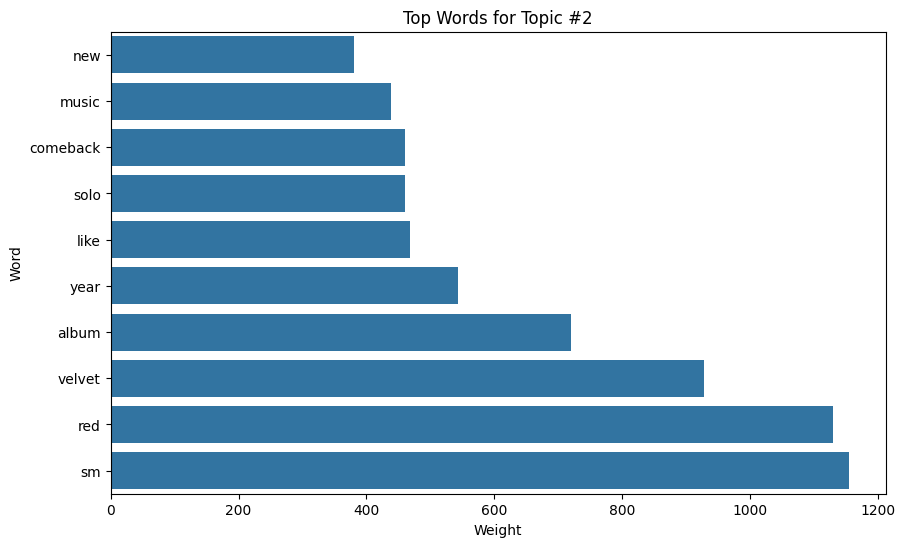 Top Words for Topic #2
new
music
comeback
solo
like
year
album
velvet
red
sm
Word
0 200 400 600 800 1000 1200
Weight